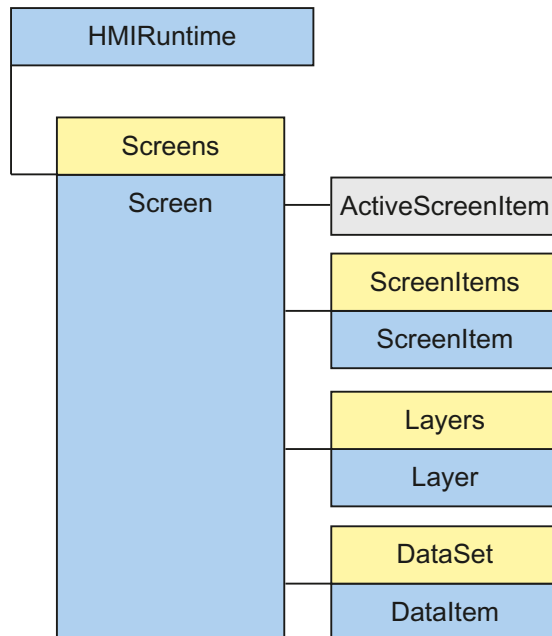 HMIRuntime
Screens
Screen
ActiveScreenItem
ScreenItems
ScreenItem
Layers
Layer
DataSet
DataItem